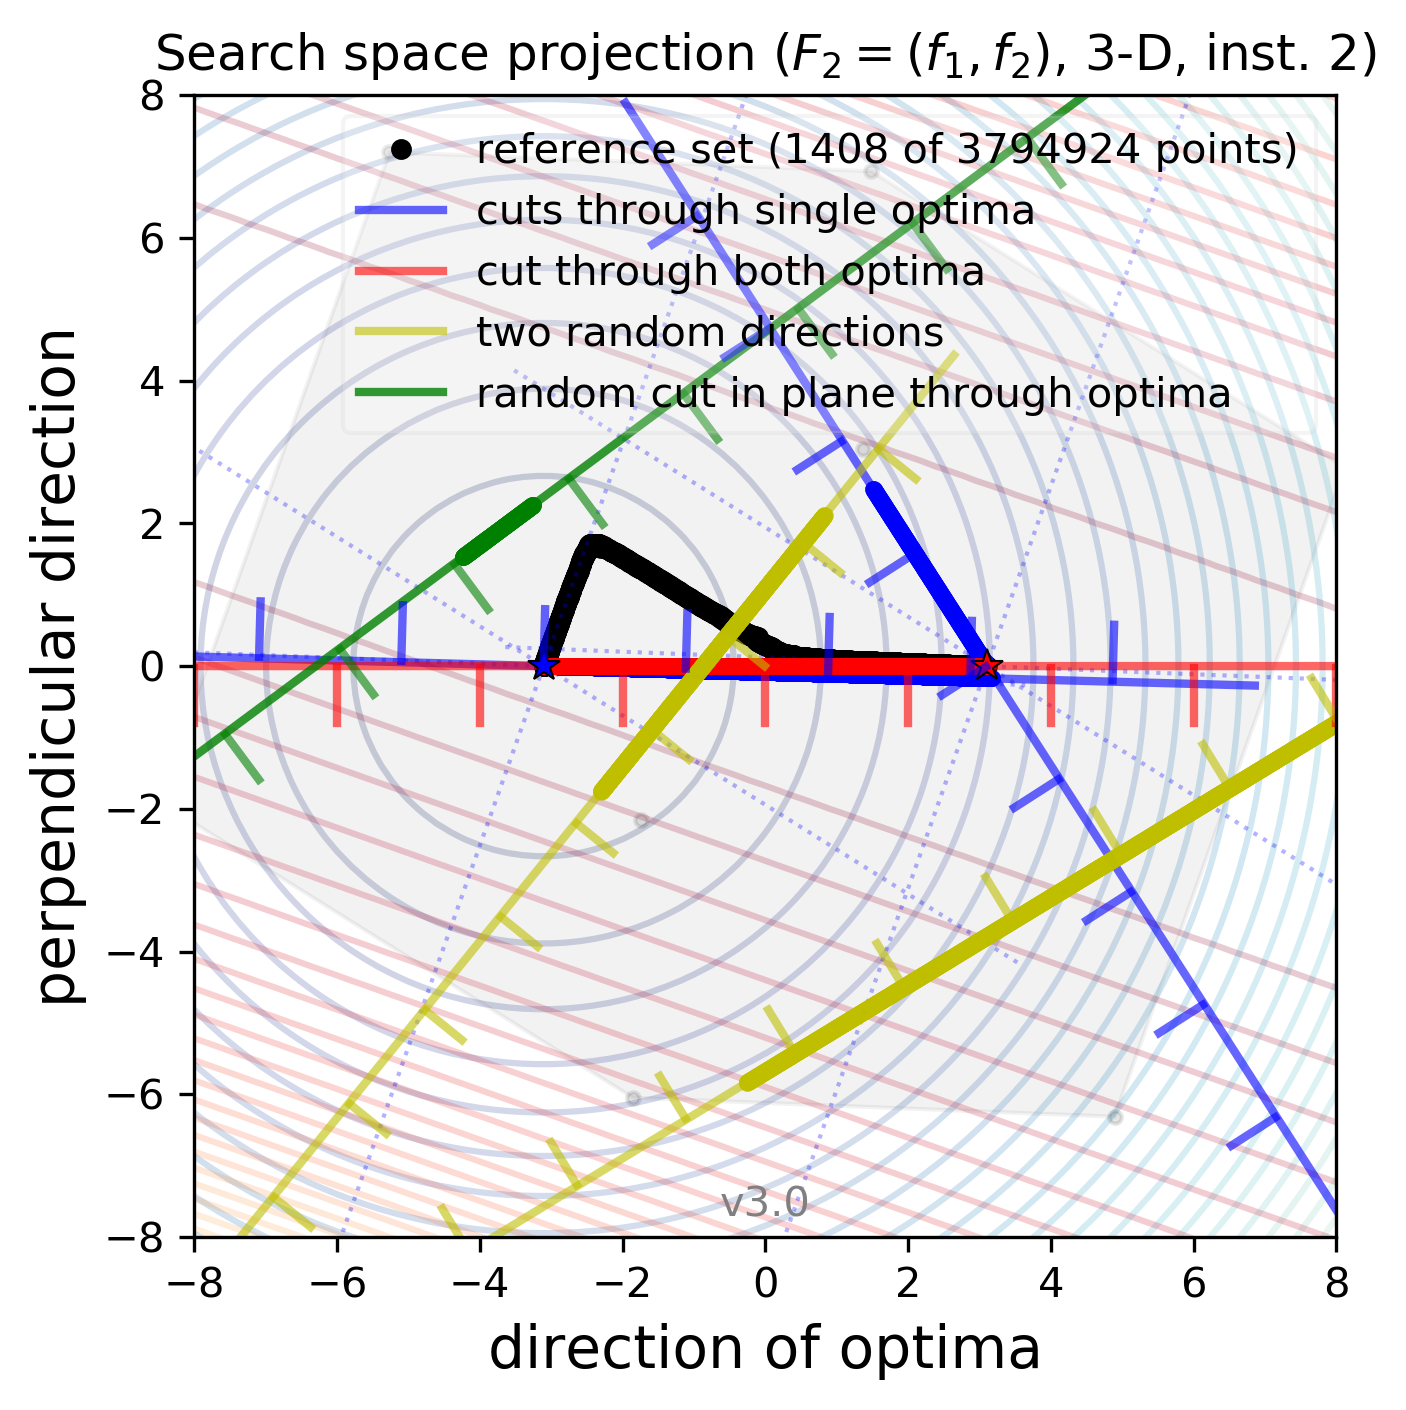 Search space projection (F₂ = (f₁, f₂), 3-D, inst. 2)
reference set (1408 of 3794924 points)
cuts through single optima
cut through both optima
two random directions
random cut in plane through optima
perpendicular direction
8
6
4
2
0
−2
−4
−6
−8
v3.0
−8 −6 −4 −2 0 2 4 6 8
direction of optima